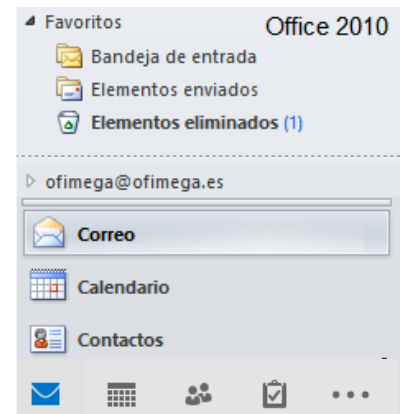 Favoritos
Office 2010
Bandeja de entrada
Elementos enviados
Elementos eliminados (1)
ofimega@ofimega.es
Correo
Calendario
Contactos